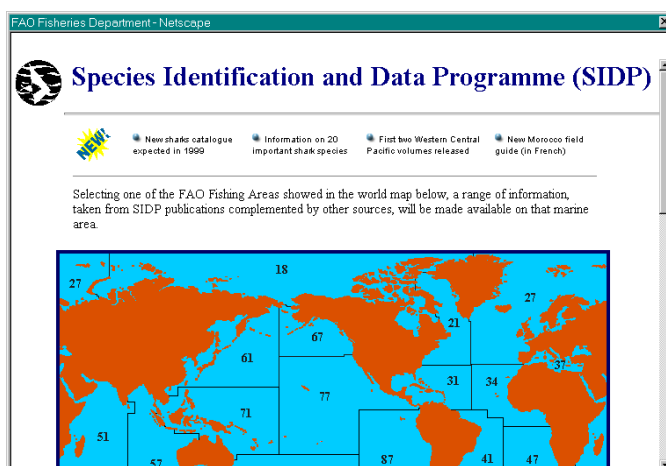 FAO Fisheries Department - Netscape
Species Identification and Data Programme (SIDP)
NEW!
New sharks catalogue
expected in 1999
Information on 20
important shark species
First two Western Central
Pacific volumes released
New Morocco field
guide (in French)
Selecting one of the FAO Fishing Areas showed in the world map below, a range of information,
taken from SIDP publications complemented by other sources, will be made available on that marine
area.
18
27
27
21
67
61
37
31
34
77
71
51
57
87
41
47